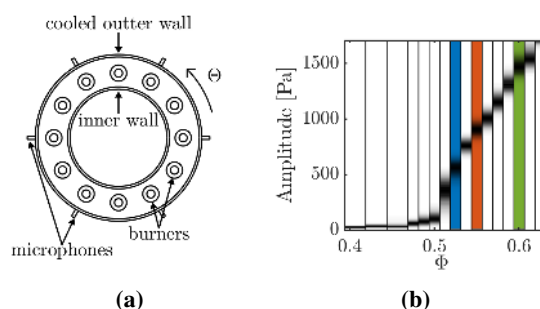 cooled outter wall
Θ
inner wall
microphones
burners
(a)
Amplitude [Pa]
1500
1000
500
0
0.4
0.5
0.6
Φ
(b)